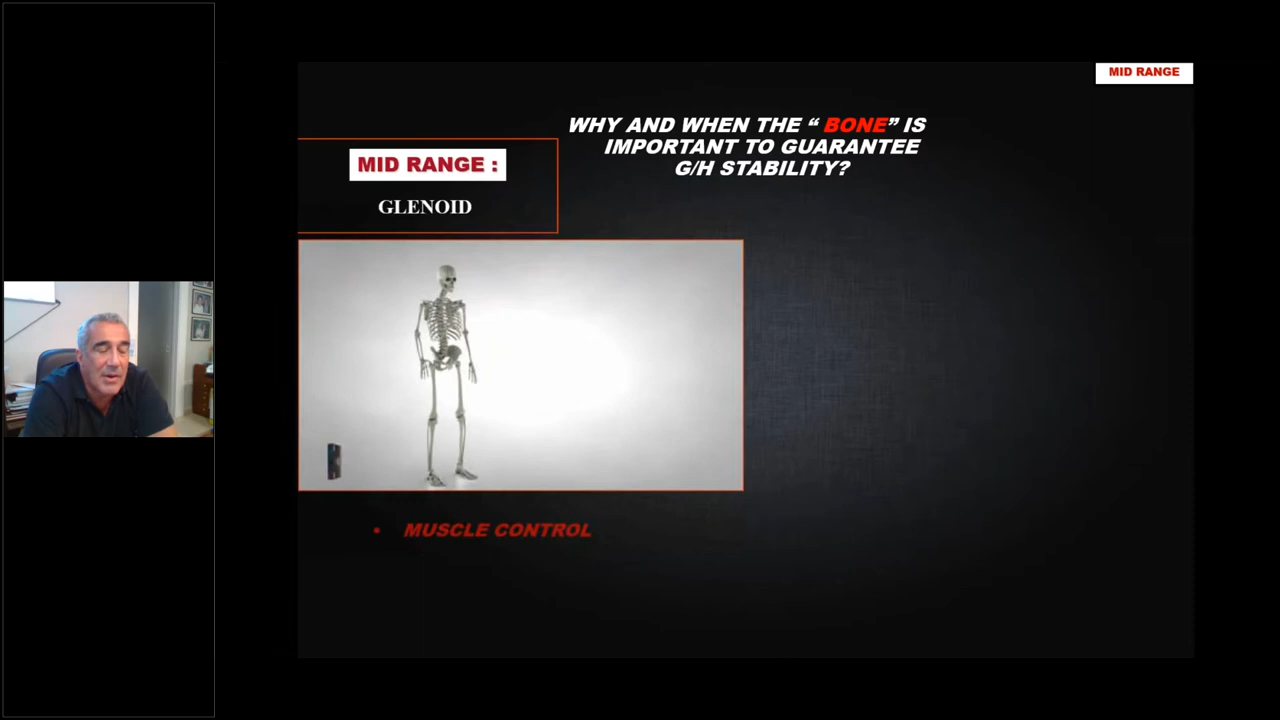 MID RANGE
WHY AND WHEN THE “ BONE” IS
IMPORTANT TO GUARANTEE
G/H STABILITY?
MID RANGE :
GLENOID
• MUSCLE CONTROL